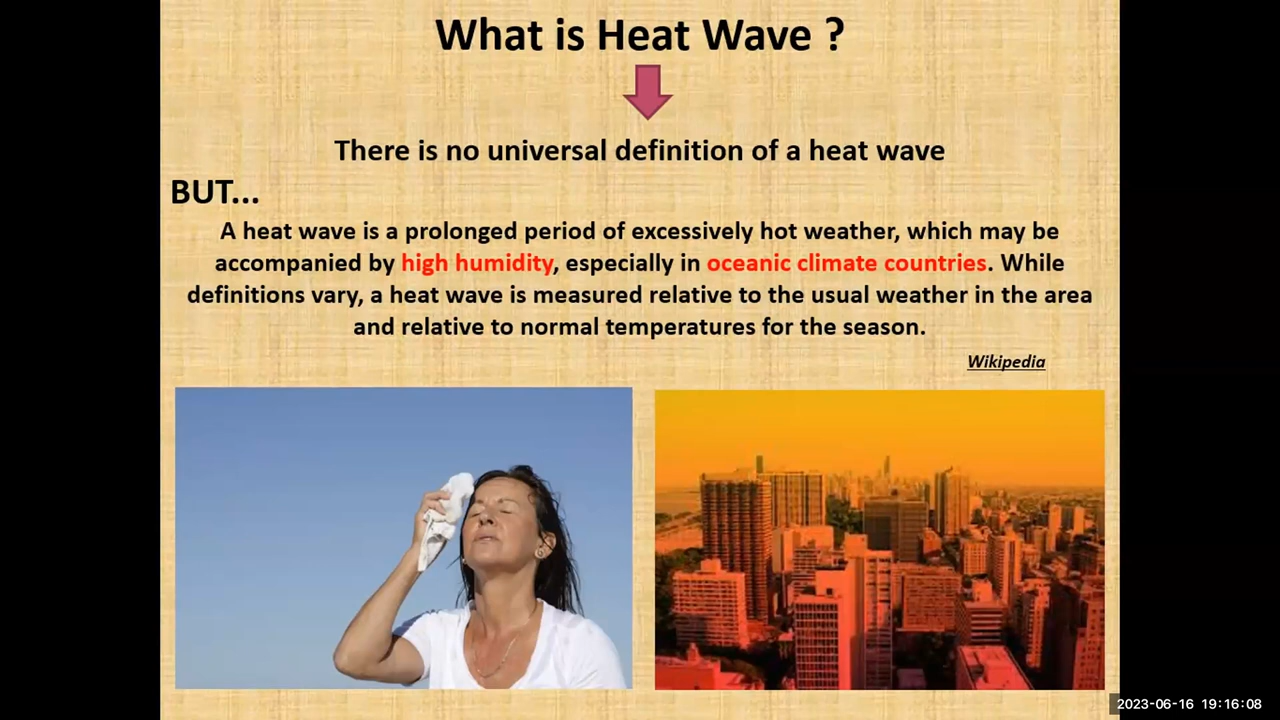 What is Heat Wave ?
There is no universal definition of a heat wave
BUT...
A heat wave is a prolonged period of excessively hot weather, which may be
accompanied by high humidity, especially in oceanic climate countries. While
definitions vary, a heat wave is measured relative to the usual weather in the area
and relative to normal temperatures for the season.
Wikipedia
2023-06-16 19:16:08